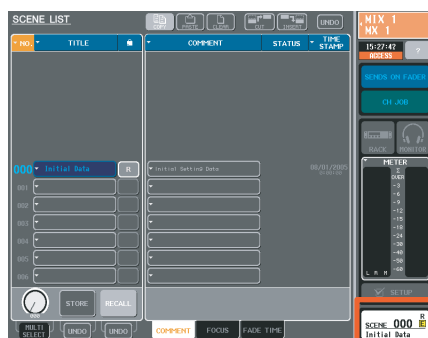 SCENE LIST
COPY PASTE CLEAR CUT INSERT UNDO
MIX 1
MX 1
NO. TITLE COMMENT STATUS TIME STAMP
15:27:42 ?
ACCESS
SENDS ON FADER
CH JOB
RACK MONITOR
METER
Σ
OVER
-3
-6
-9
-12
-15
-18
-24
-30
-40
-50
-60
L R M
000 Initial Data R Initial Setting Data 08/01/2005
001
002
003
004
005
006
SETUP
000 STORE RECALL
MULTI SELECT UNDO UNDO COMMENT FOCUS FADE TIME
SCENE 000 R E
Initial Data